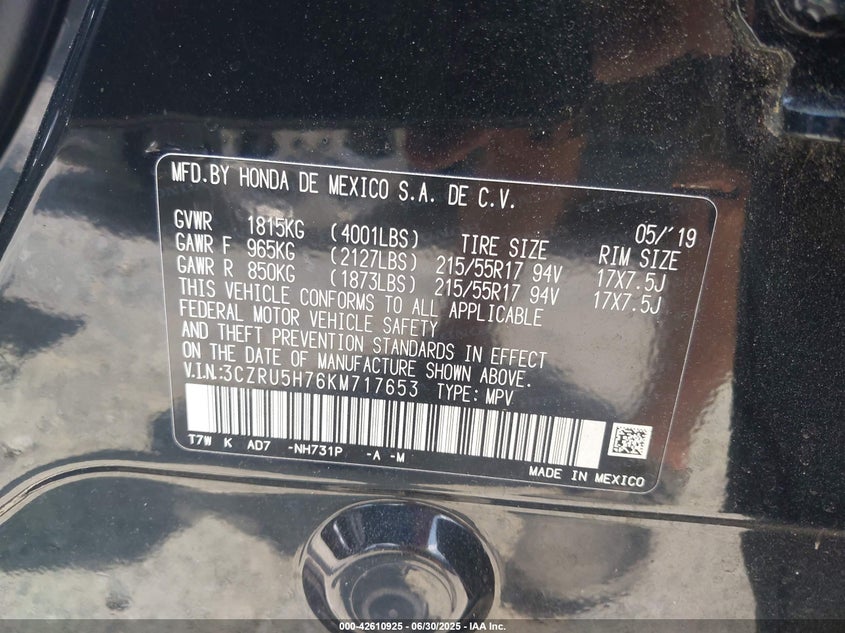 MFD.BY HONDA DE MEXICO S.A. DE C.V.
05/'19
GVWR 1815KG (4001LBS) TIRE SIZE RIM SIZE
GAWR F 965KG (2127LBS) 215/55R17 94V 17X7.5J
GAWR R 850KG (1873LBS) 215/55R17 94V 17X7.5J
THIS VEHICLE CONFORMS TO ALL APPLICABLE
FEDERAL MOTOR VEHICLE SAFETY
AND THEFT PREVENTION STANDARDS IN EFFECT
ON THE DATE OF MANUFACTURE SHOWN ABOVE.
V.I.N:3CZRU5H76KM717653 TYPE: MPV
T7W K AD7 -NH731P -A -M
MADE IN MEXICO
000-42610925 - 06/30/2025 - IAA Inc.